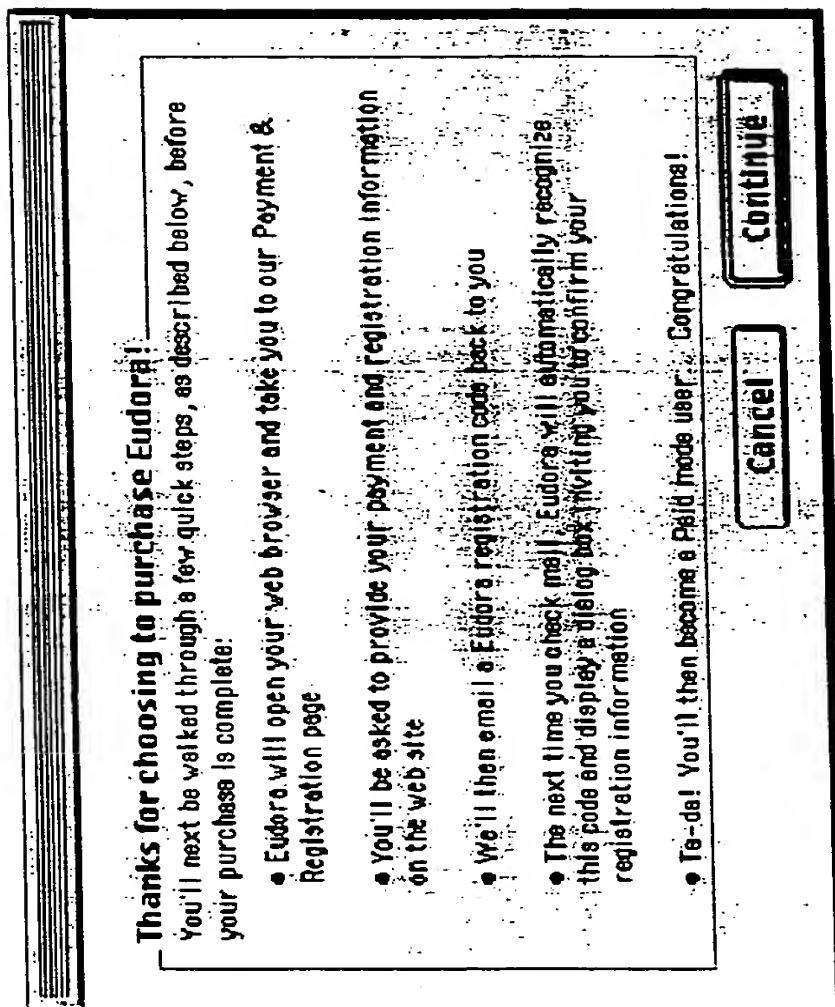 Thanks for choosing to purchase Eudora!
You'll next be walked through a few quick steps, as described below, before
your purchase is complete:
● Eudora will open your web browser and take you to our Payment &
Registration page
● You'll be asked to provide your payment and registration information
on the web site
● We'll then email a Eudora registration code back to you
● The next time you check mail, Eudora will automatically recognize
this code and display a dialog box inviting you to confirm your
registration information
● Ta-da! You'll then become a Paid mode user. Congratulations!
Cancel
Continue